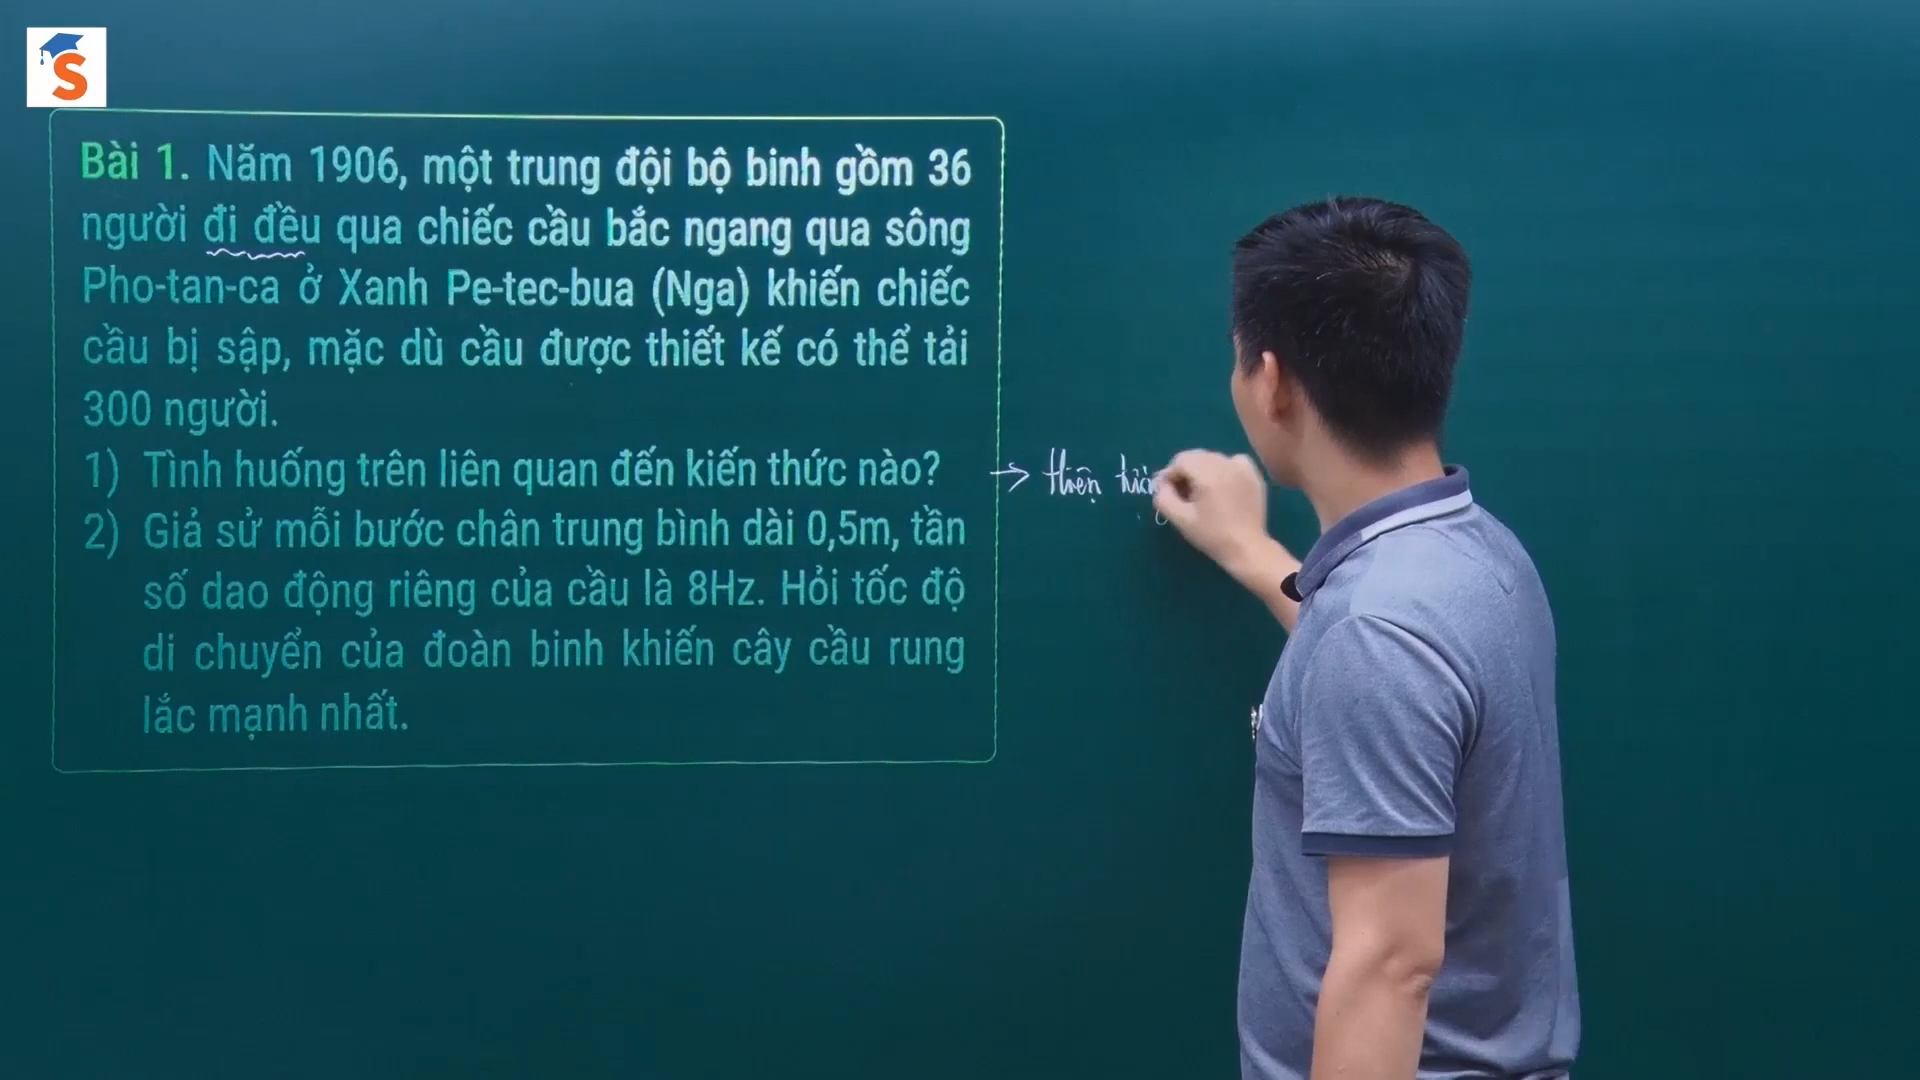 S
Bài 1. Năm 1906, một trung đội bộ binh gồm 36
người đi đều qua chiếc cầu bắc ngang qua sông
Pho-tan-ca ở Xanh Pe-tec-bua (Nga) khiến chiếc
cầu bị sập, mặc dù cầu được thiết kế có thể tải
300 người.
1) Tình huống trên liên quan đến kiến thức nào?
→ Hiện
2) Giả sử mỗi bước chân trung bình dài 0,5m, tần
số dao động riêng của cầu là 8Hz. Hỏi tốc độ
di chuyển của đoàn binh khiến cây cầu rung
lắc mạnh nhất.